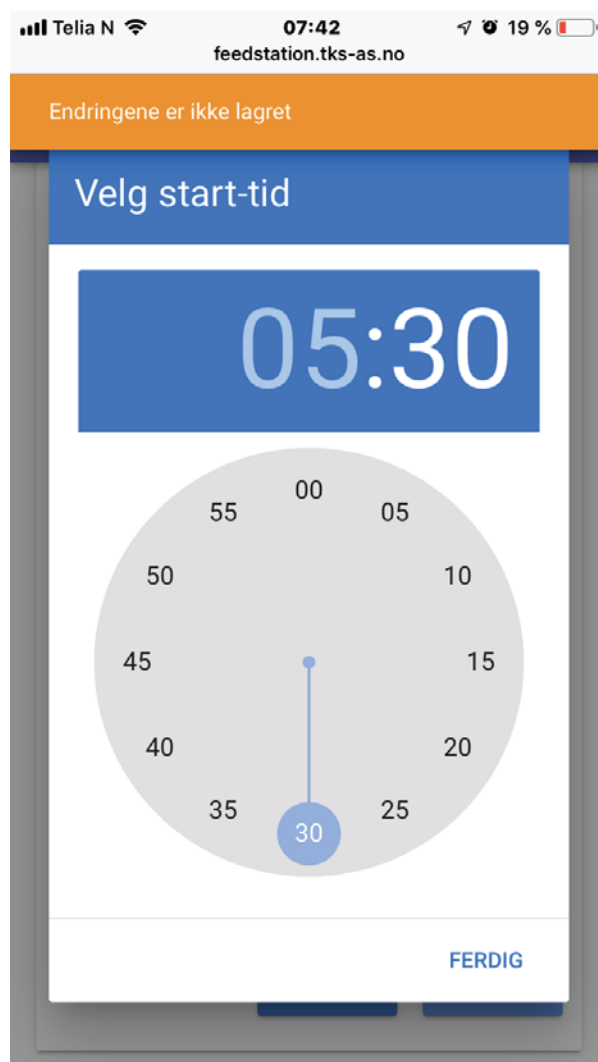 Telia N 07:42 19 %
feedstation.tks-as.no
Endringene er ikke lagret
Velg start-tid
05:30
00
55 05
50 10
45 15
40 20
35 25
30
FERDIG